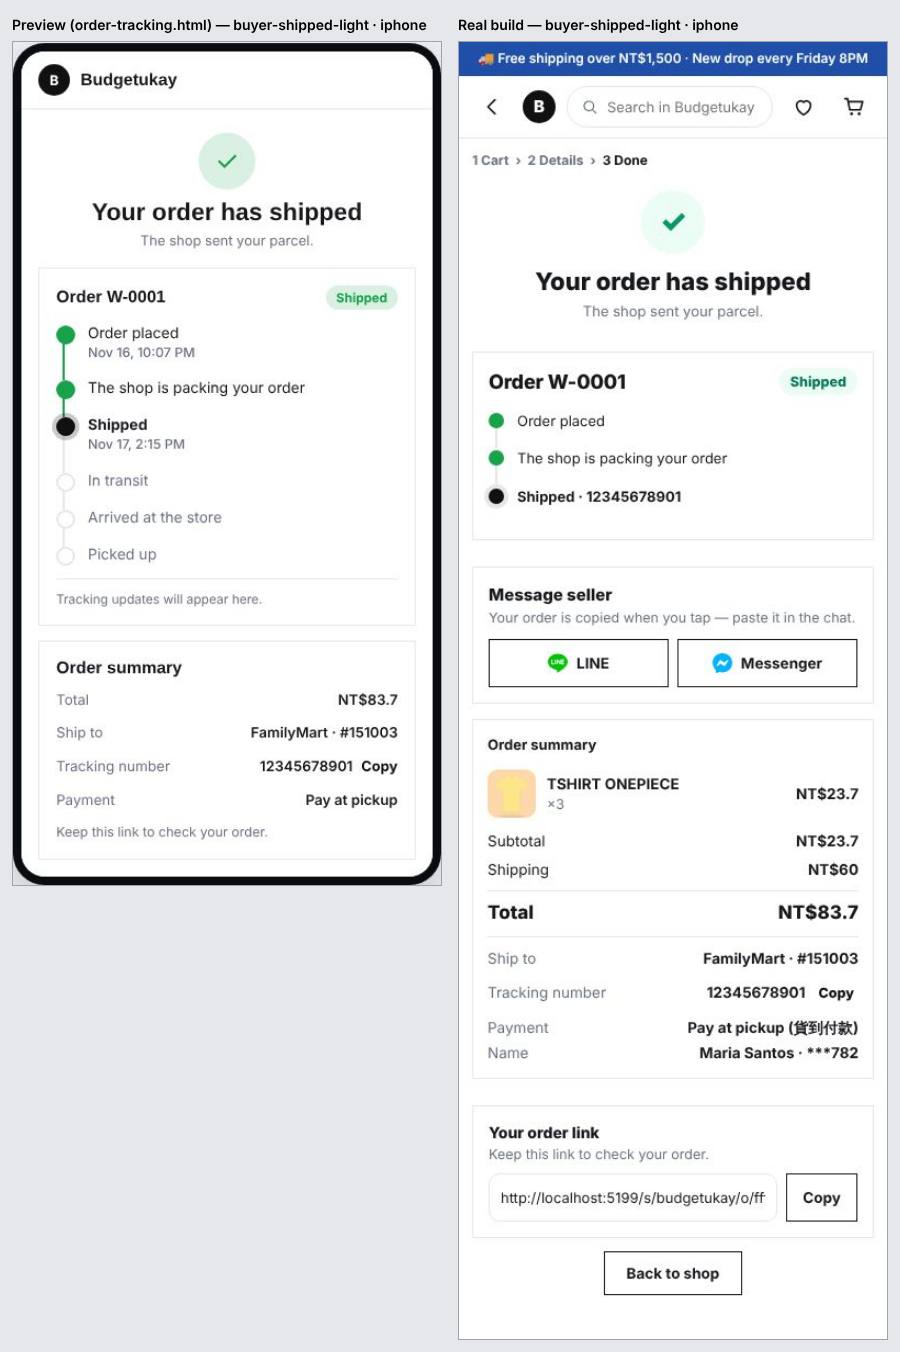 Preview (order-tracking.html) — buyer-shipped-light · iphone
B Budgetukay
Your order has shipped
The shop sent your parcel.
Order W-0001 Shipped
Order placed
Nov 16, 10:07 PM
The shop is packing your order
Shipped
Nov 17, 2:15 PM
In transit
Arrived at the store
Picked up
Tracking updates will appear here.
Order summary
Total NT$83.7
Ship to FamilyMart · #151003
Tracking number 12345678901 Copy
Payment Pay at pickup
Keep this link to check your order.
Real build — buyer-shipped-light · iphone
🚚 Free shipping over NT$1,500 · New drop every Friday 8PM
B Search in Budgetukay
1 Cart › 2 Details › 3 Done
Your order has shipped
The shop sent your parcel.
Order W-0001 Shipped
Order placed
The shop is packing your order
Shipped · 12345678901
Message seller
Your order is copied when you tap — paste it in the chat.
LINE LINE Messenger
Order summary
TSHIRT ONEPIECE NT$23.7
×3
Subtotal NT$23.7
Shipping NT$60
Total NT$83.7
Ship to FamilyMart · #151003
Tracking number 12345678901 Copy
Payment Pay at pickup (貨到付款)
Name Maria Santos · ***782
Your order link
Keep this link to check your order.
http://localhost:5199/s/budgetukay/o/ff Copy
Back to shop